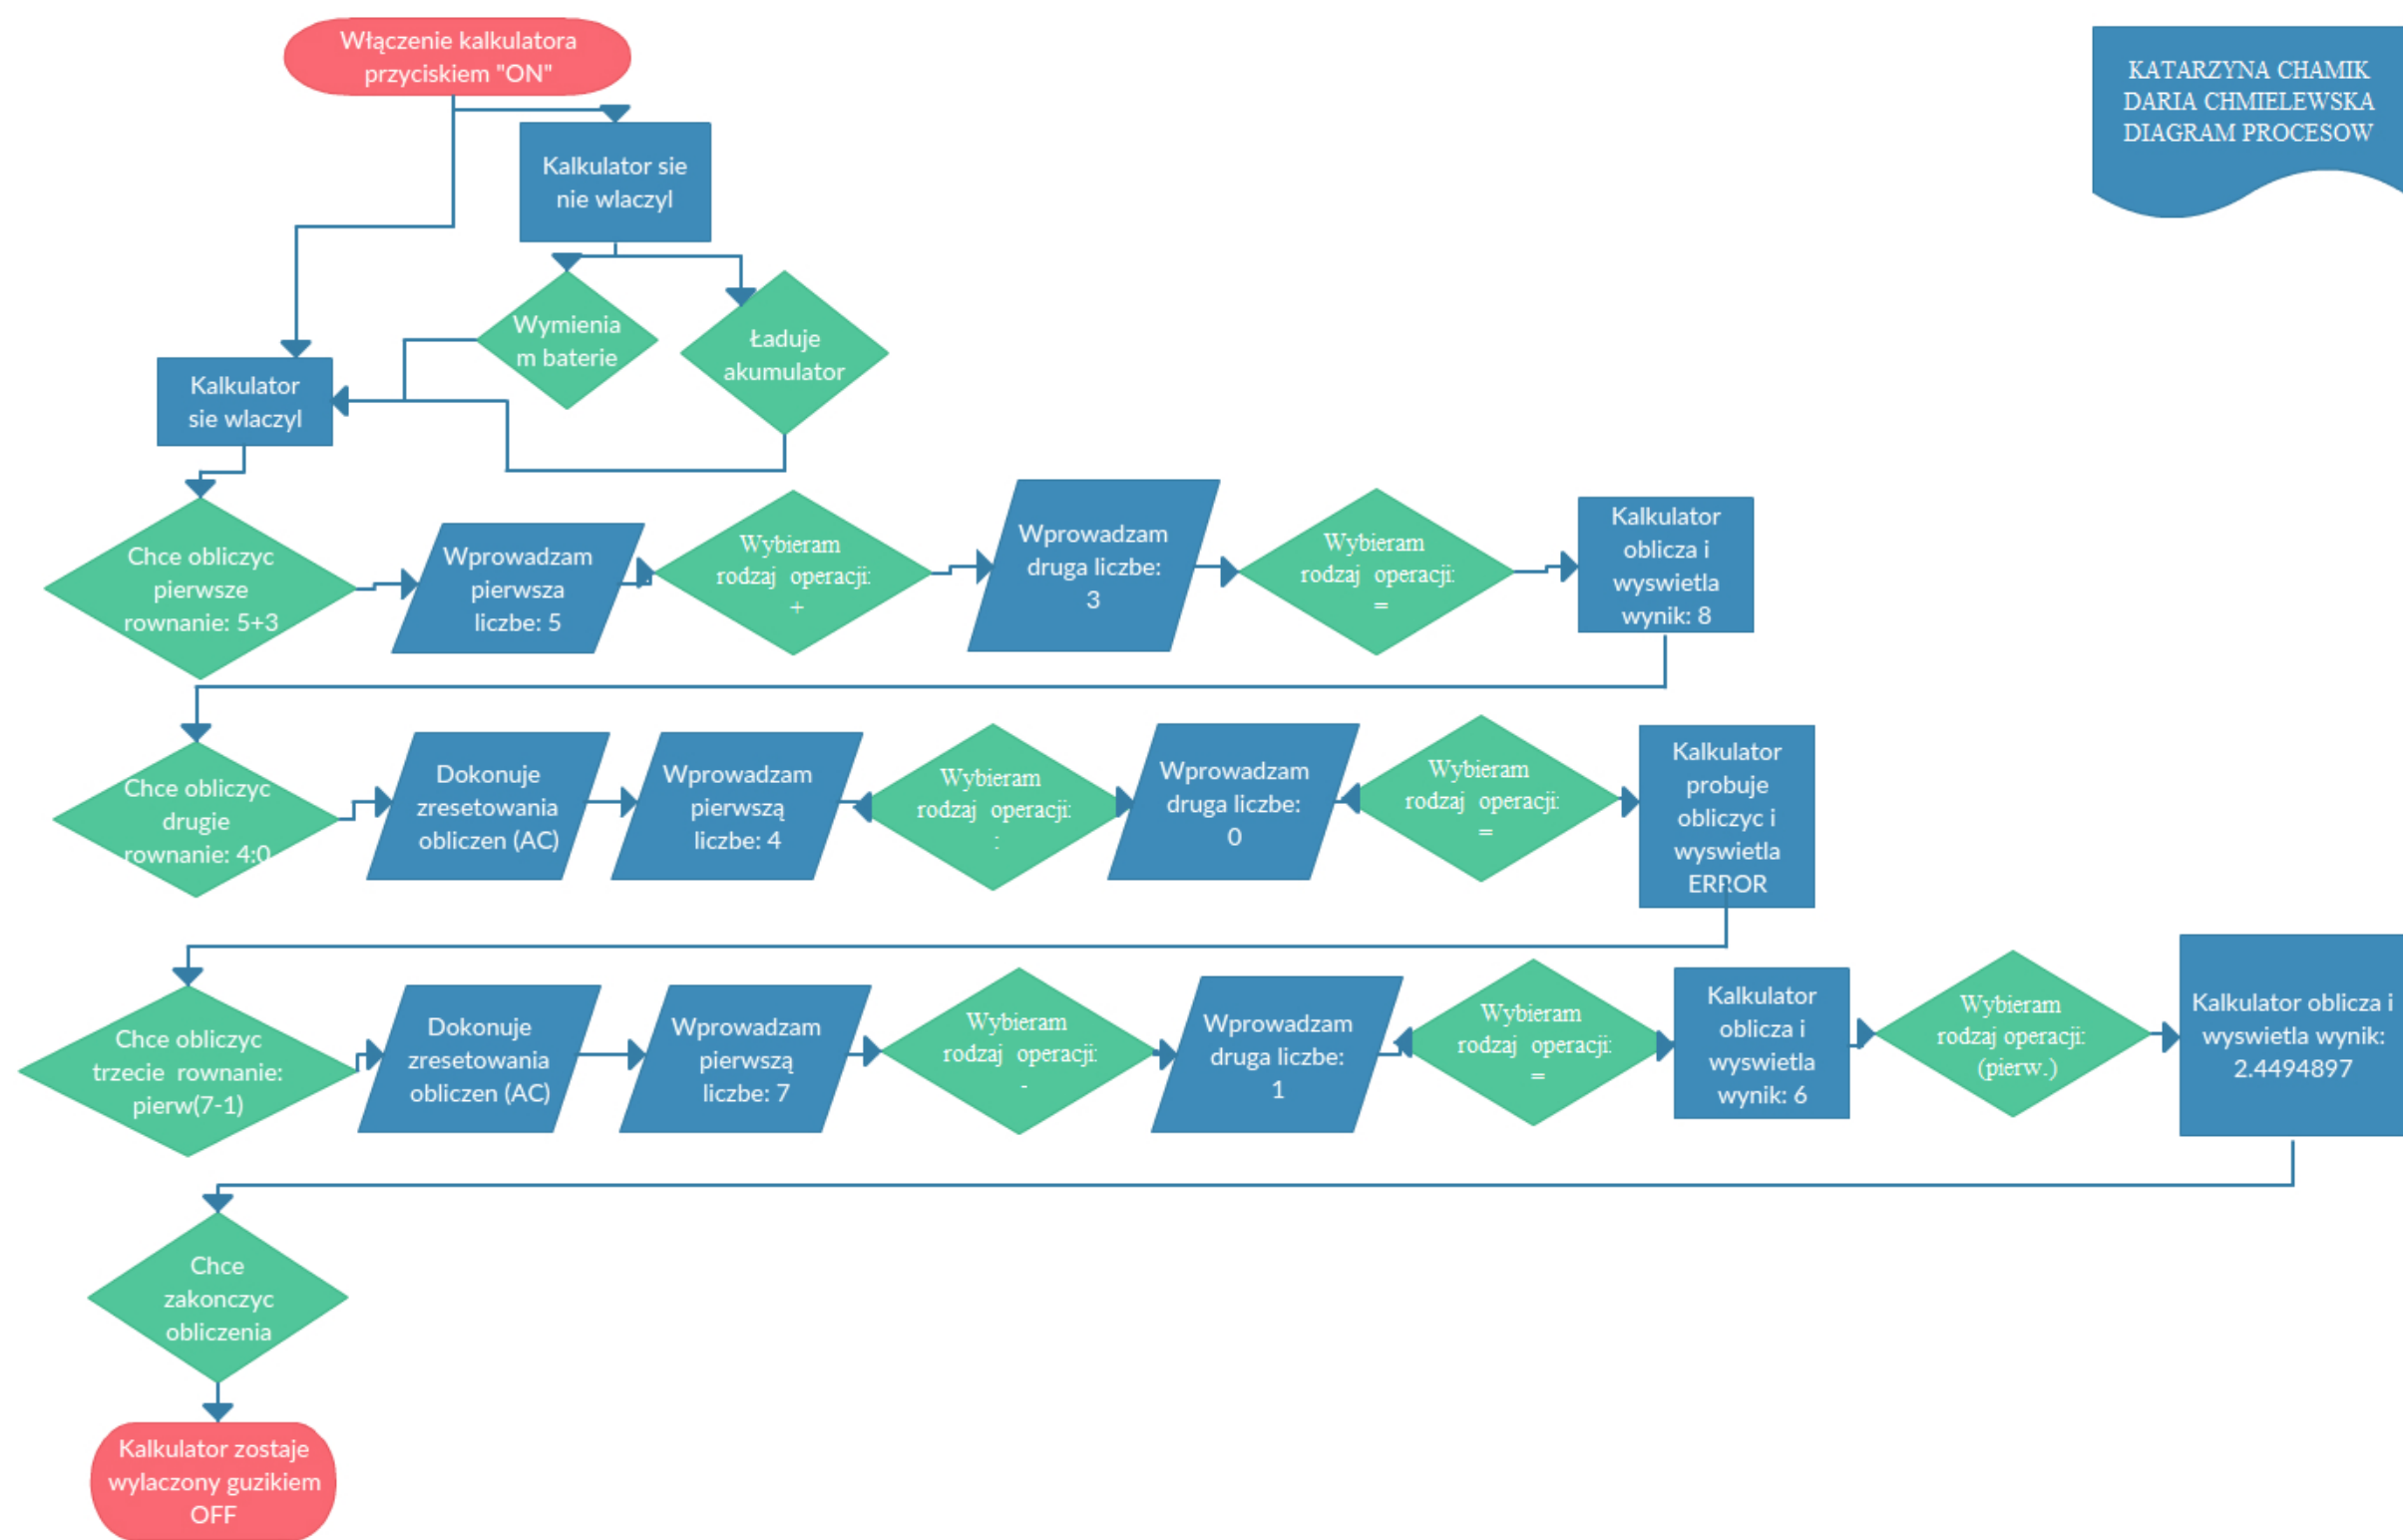 Włączenie kalkulatora
przyciskiem "ON"
KATARZYNA CHAMIK
DARIA CHMIELEWSKA
DIAGRAM PROCESOW
Kalkulator sie
nie wlaczyl
Wymienia
m baterie
Ładuje
akumulator
Kalkulator
sie wlaczyl
Chce obliczyc
pierwsze
rownanie: 5+3
Wprowadzam
pierwsza
liczbe: 5
Wybieram
rodzaj operacji:
+
Wprowadzam
druga liczbe:
3
Wybieram
rodzaj operacji:
=
Kalkulator
oblicza i
wyswietla
wynik: 8
Chce obliczyc
drugie
rownanie: 4:0
Dokonuje
zresetowania
obliczen (AC)
Wprowadzam
pierwszą
liczbe: 4
Wybieram
rodzaj operacji:
:
Wprowadzam
druga liczbe:
0
Wybieram
rodzaj operacji:
=
Kalkulator
probuje
obliczyc i
wyswietla
ERROR
Chce obliczyc
trzecie rownanie:
pierw(7-1)
Dokonuje
zresetowania
obliczen (AC)
Wprowadzam
pierwszą
liczbe: 7
Wybieram
rodzaj operacji:
-
Wprowadzam
druga liczbe:
1
Wybieram
rodzaj operacji:
=
Kalkulator
oblicza i
wyswietla
wynik: 6
Wybieram
rodzaj operacji:
(pierw.)
Kalkulator oblicza i
wyswietla wynik:
2.4494897
Chce
zakonczyc
obliczenia
Kalkulator zostaje
wylaczony guzikiem
OFF